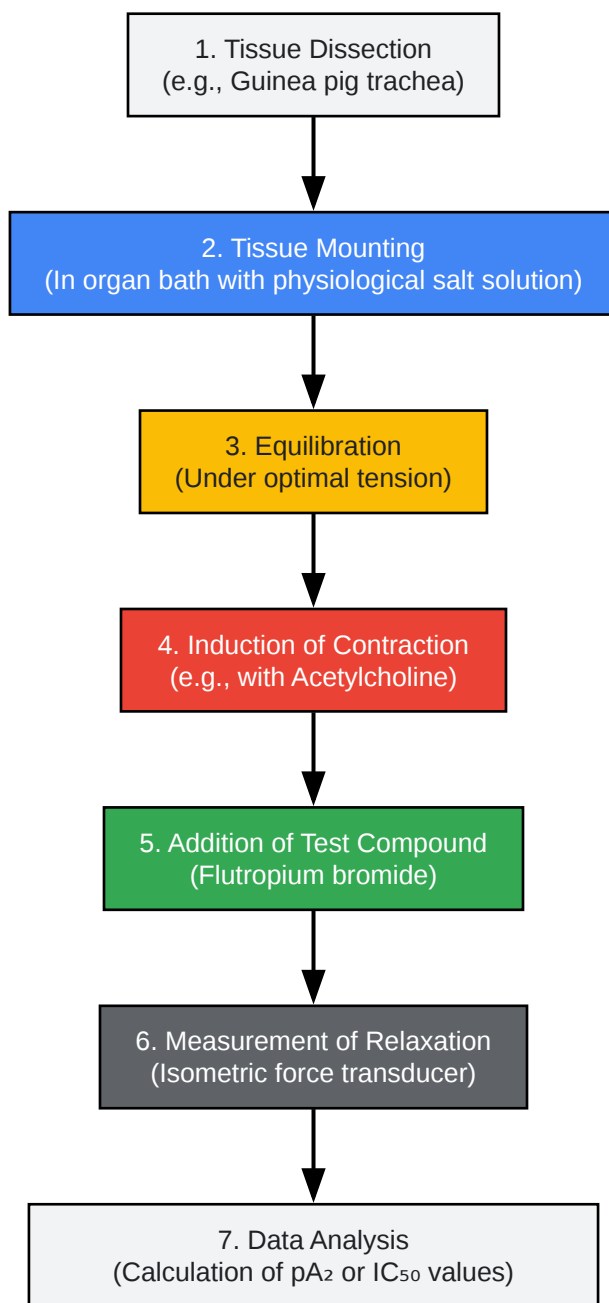 1. Tissue Dissection
(e.g., Guinea pig trachea)
2. Tissue Mounting
(In organ bath with physiological salt solution)
3. Equilibration
(Under optimal tension)
4. Induction of Contraction
(e.g., with Acetylcholine)
5. Addition of Test Compound
(Flutropium bromide)
6. Measurement of Relaxation
(Isometric force transducer)
7. Data Analysis
(Calculation of pA₂ or IC₅₀ values)